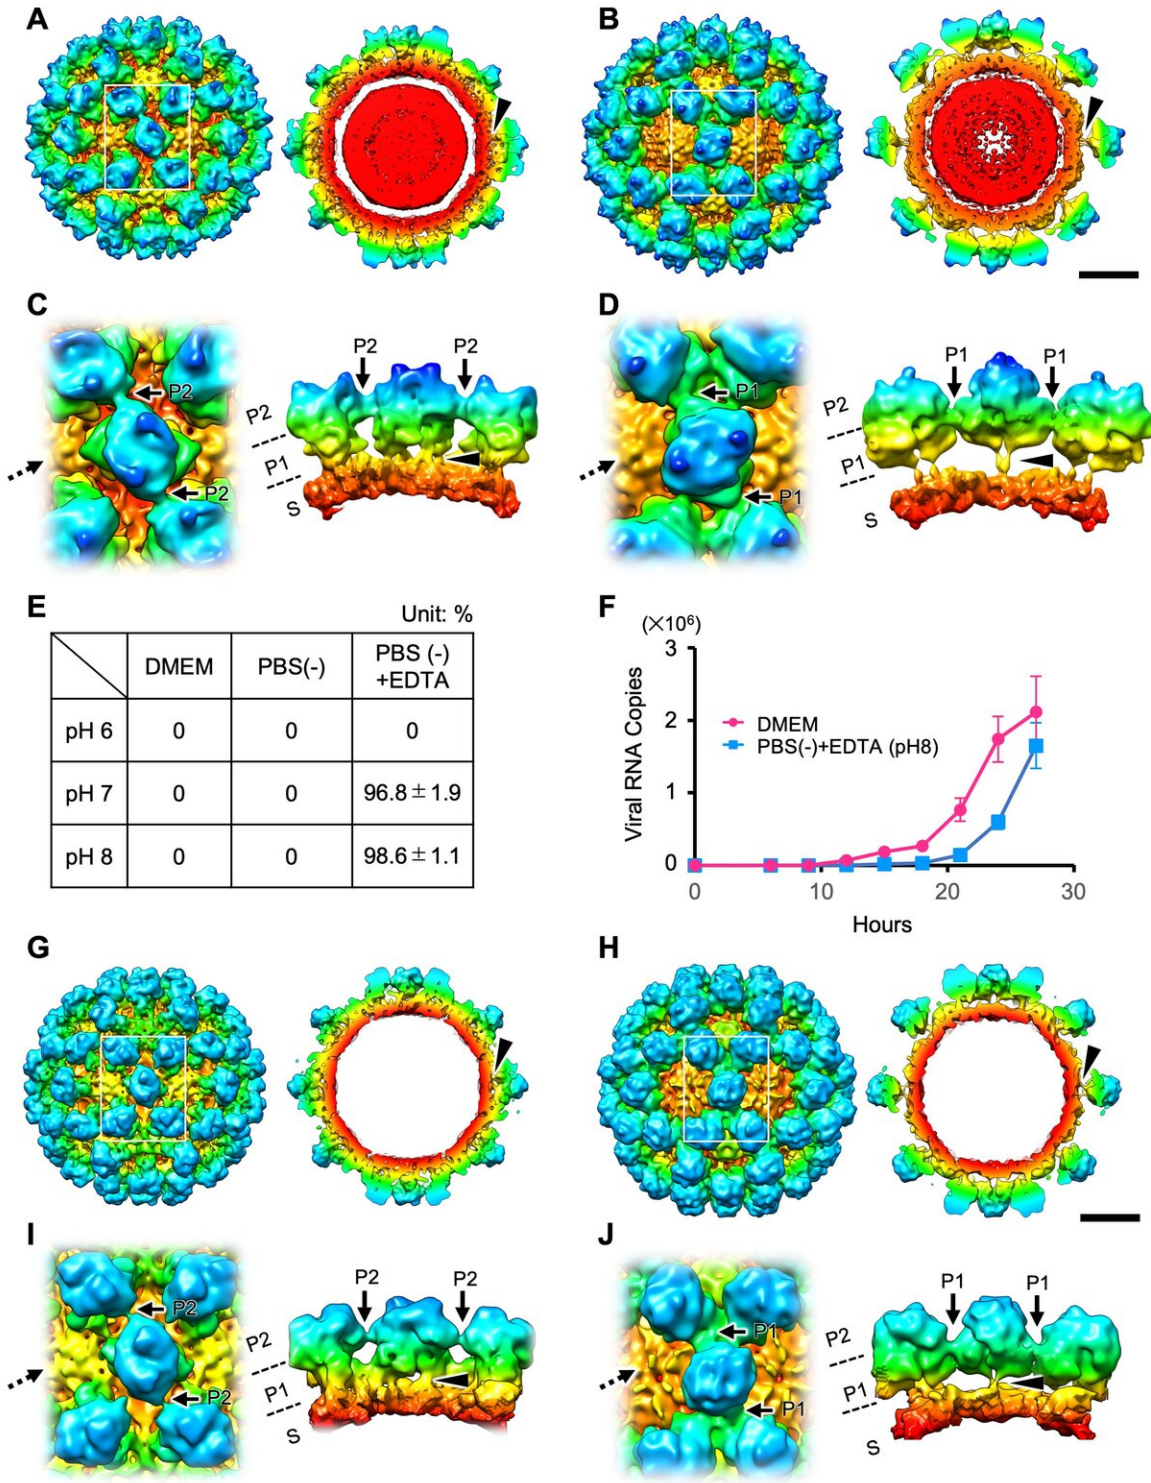 A
B
C
P2
P2
P2
P1
S
P2
P2
D
P1
P1
P2
P1
S
P1
P1
E
Unit: %
DMEM PBS(-) PBS (-) +EDTA
pH 6 0 0 0
pH 7 0 0 96.8 ± 1.9
pH 8 0 0 98.6 ± 1.1
F
(×10⁶)
3
2
1
0
Viral RNA Copies
DMEM
PBS(-)+EDTA (pH8)
0 10 20 30
Hours
G
H
I
P2
P2
P2
P1
S
P2
P2
J
P1
P1
P2
P1
S
P1
P1